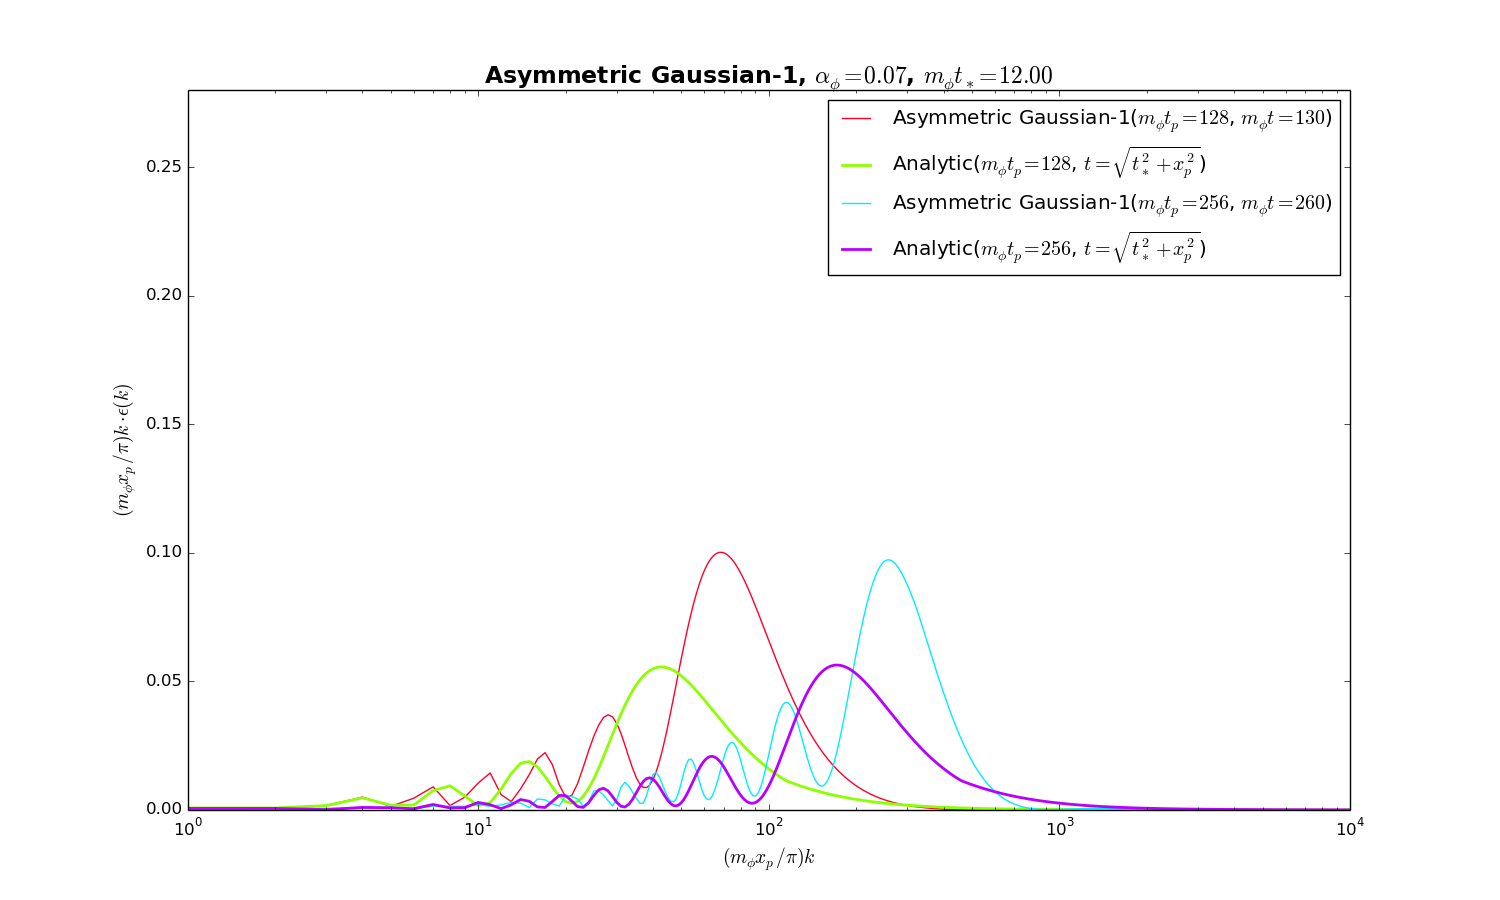 Asymmetric Gaussian-1, α_ϕ=0.07, m_ϕt_*=12.00
Asymmetric Gaussian-1(m_ϕt_p=128, m_ϕt=130)
Analytic(m_ϕt_p=128, t=√(t_*^2+x_p^2))
Asymmetric Gaussian-1(m_ϕt_p=256, m_ϕt=260)
Analytic(m_ϕt_p=256, t=√(t_*^2+x_p^2))
(m_ϕx_p/π)k·ϵ(k)
0.25
0.20
0.15
0.10
0.05
0.00
10^0 10^1 10^2 10^3 10^4
(m_ϕx_p/π)k